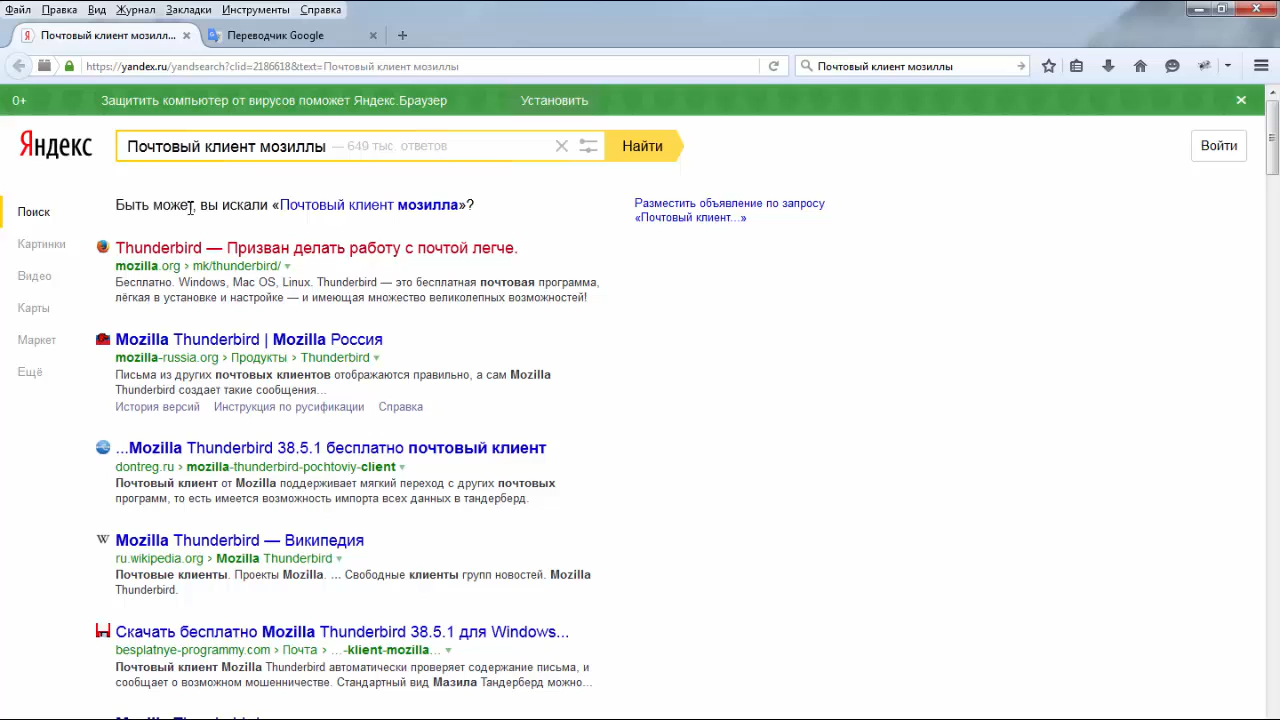 Файл Правка Вид Журнал Закладки Инструменты Справка
Почтовый клиент мозилл... Переводчик Google
https://yandex.ru/yandsearch?clid=2186618&text=Почтовый клиент мозиллы Почтовый клиент мозиллы
0+ Защитить компьютер от вирусов поможет Яндекс.Браузер Установить
Яндекс Почтовый клиент мозиллы — 649 тыс. ответов Найти Войти
Поиск
Картинки
Видео
Карты
Маркет
Ещё
Быть может, вы искали «Почтовый клиент мозилла»?
Thunderbird — Призван делать работу с почтой легче.
mozilla.org › mk/thunderbird/
Бесплатно. Windows, Mac OS, Linux. Thunderbird — это бесплатная почтовая программа,
лёгкая в установке и настройке — и имеющая множество великолепных возможностей!
Mozilla Thunderbird | Mozilla Россия
mozilla-russia.org › Продукты › Thunderbird
Письма из других почтовых клиентов отображаются правильно, а сам Mozilla
Thunderbird создает такие сообщения...
История версий Инструкция по русификации Справка
...Mozilla Thunderbird 38.5.1 бесплатно почтовый клиент
dontreg.ru › mozilla-thunderbird-pochtoviy-client
Почтовый клиент от Mozilla поддерживает мягкий переход с других почтовых
программ, то есть имеется возможность импорта всех данных в тандерберд.
W Mozilla Thunderbird — Википедия
ru.wikipedia.org › Mozilla Thunderbird
Почтовые клиенты. Проекты Mozilla. ... Свободные клиенты групп новостей. Mozilla
Thunderbird.
Скачать бесплатно Mozilla Thunderbird 38.5.1 для Windows...
besplatnye-programmy.com › Почта › ...-klient-mozilla...
Почтовый клиент Mozilla Thunderbird автоматически проверяет содержание письма, и
сообщает о возможном мошенничестве. Стандартный вид Мазила Тандерберд можно...
Разместить объявление по запросу
«Почтовый клиент...»